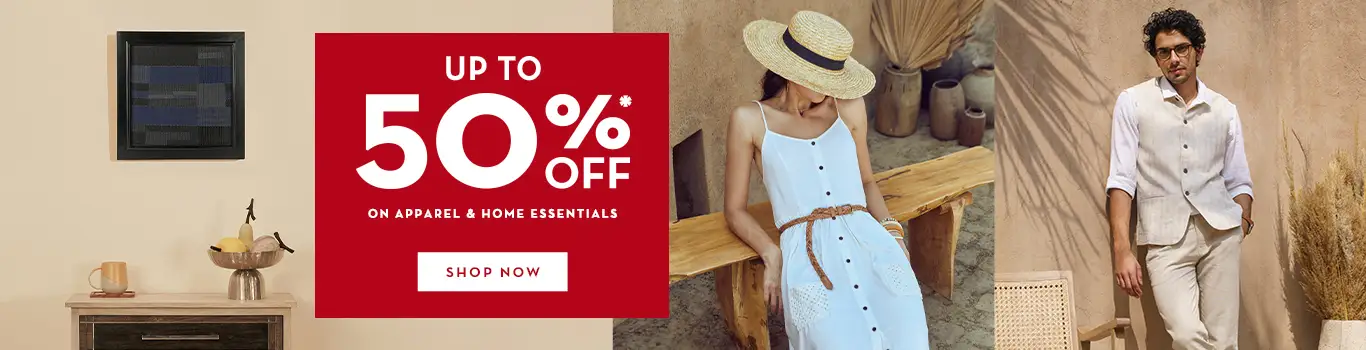 UP TO
50%*
OFF
ON APPAREL & HOME ESSENTIALS
SHOP NOW